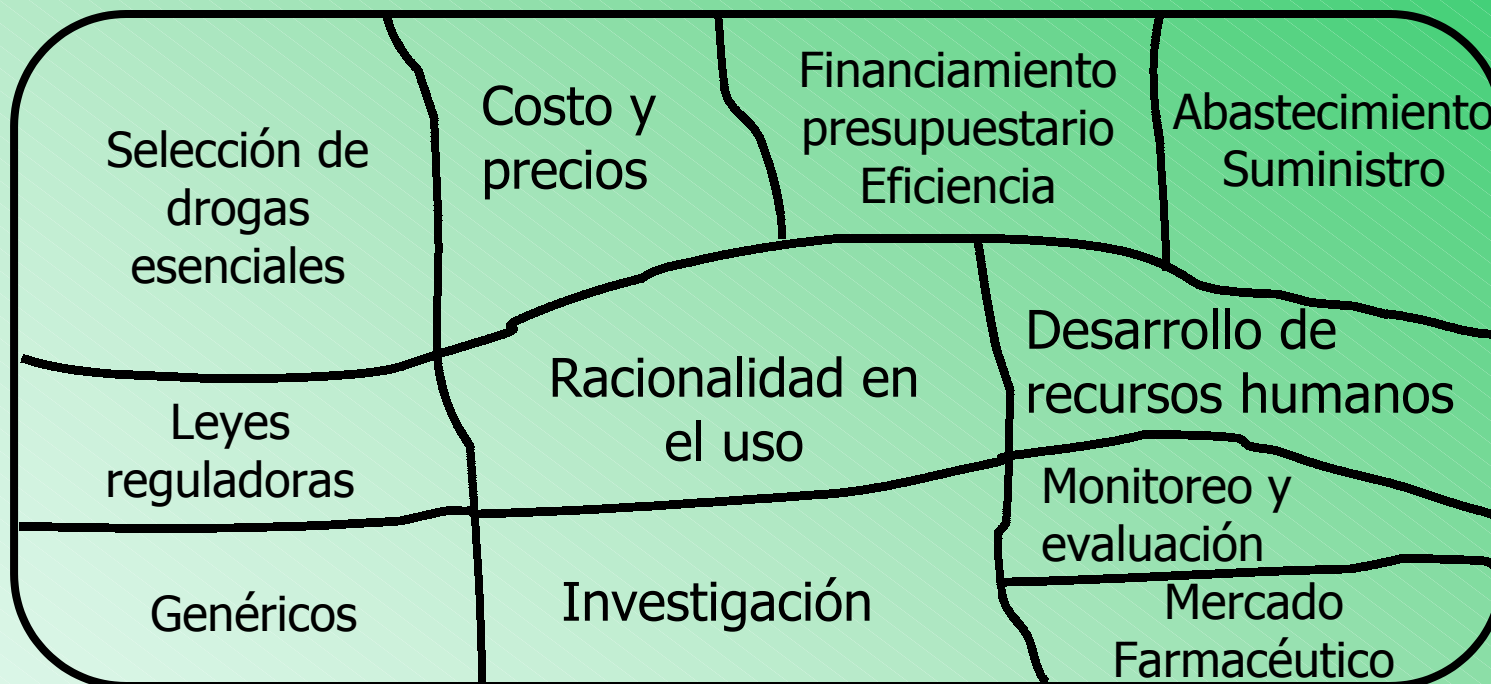 Selección de
drogas
esenciales
Costo y
precios
Financiamiento
presupuestario
Eficiencia
Abastecimiento
Suministro
Leyes
reguladoras
Racionalidad en
el uso
Desarrollo de
recursos humanos
Monitoreo y
evaluación
Genéricos
Investigación
Mercado
Farmacéutico